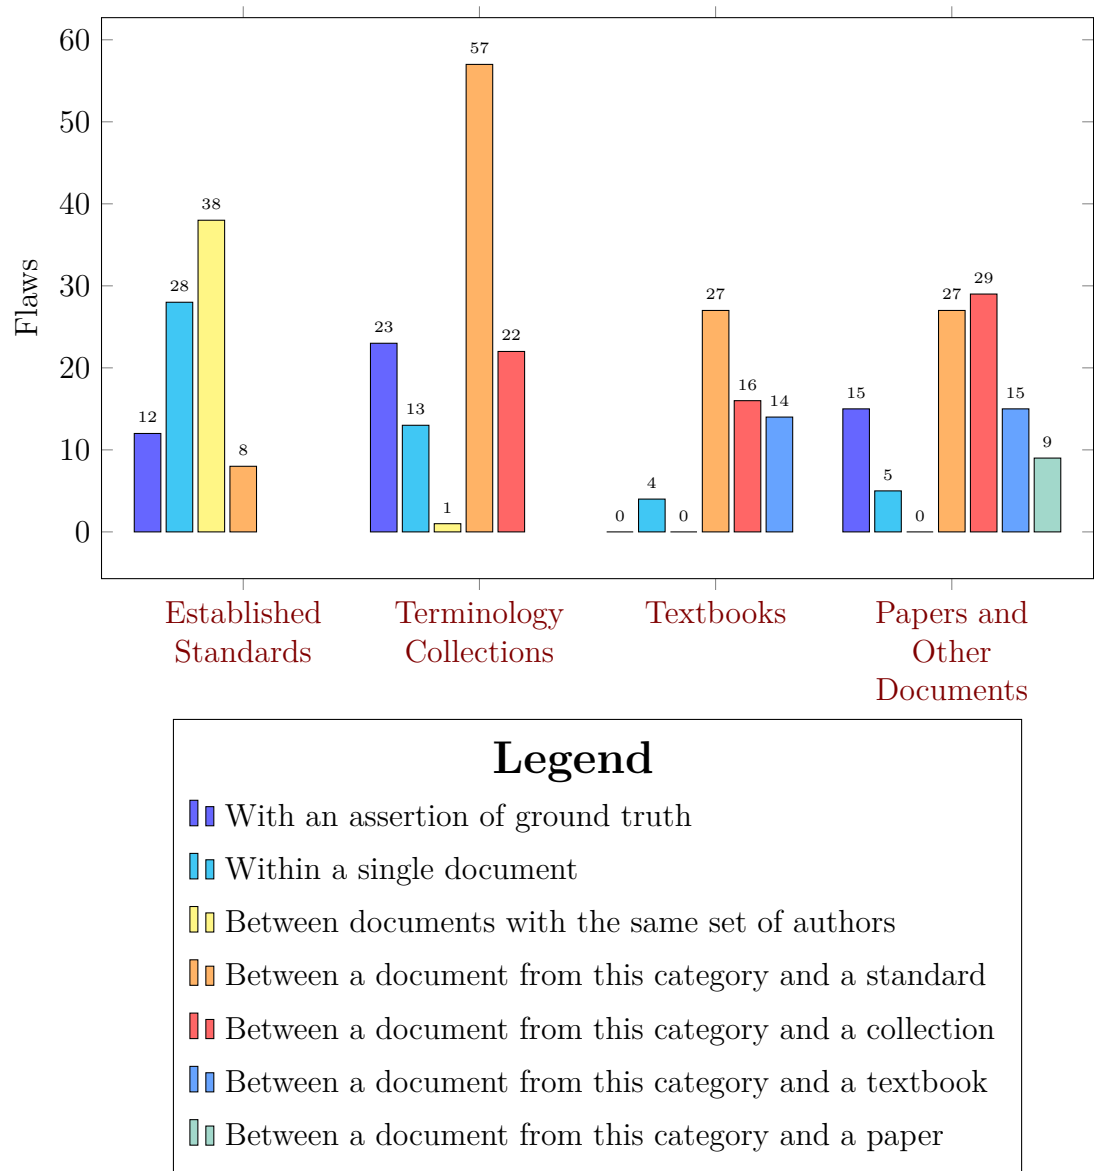 60
50
40
30
20
10
0
Flaws
12
28
38
8
23
13
1
57
22
0
4
0
27
16
14
15
5
0
27
29
15
9
Established
Standards
Terminology
Collections
Textbooks
Papers and
Other
Documents
Legend
With an assertion of ground truth
Within a single document
Between documents with the same set of authors
Between a document from this category and a standard
Between a document from this category and a collection
Between a document from this category and a textbook
Between a document from this category and a paper